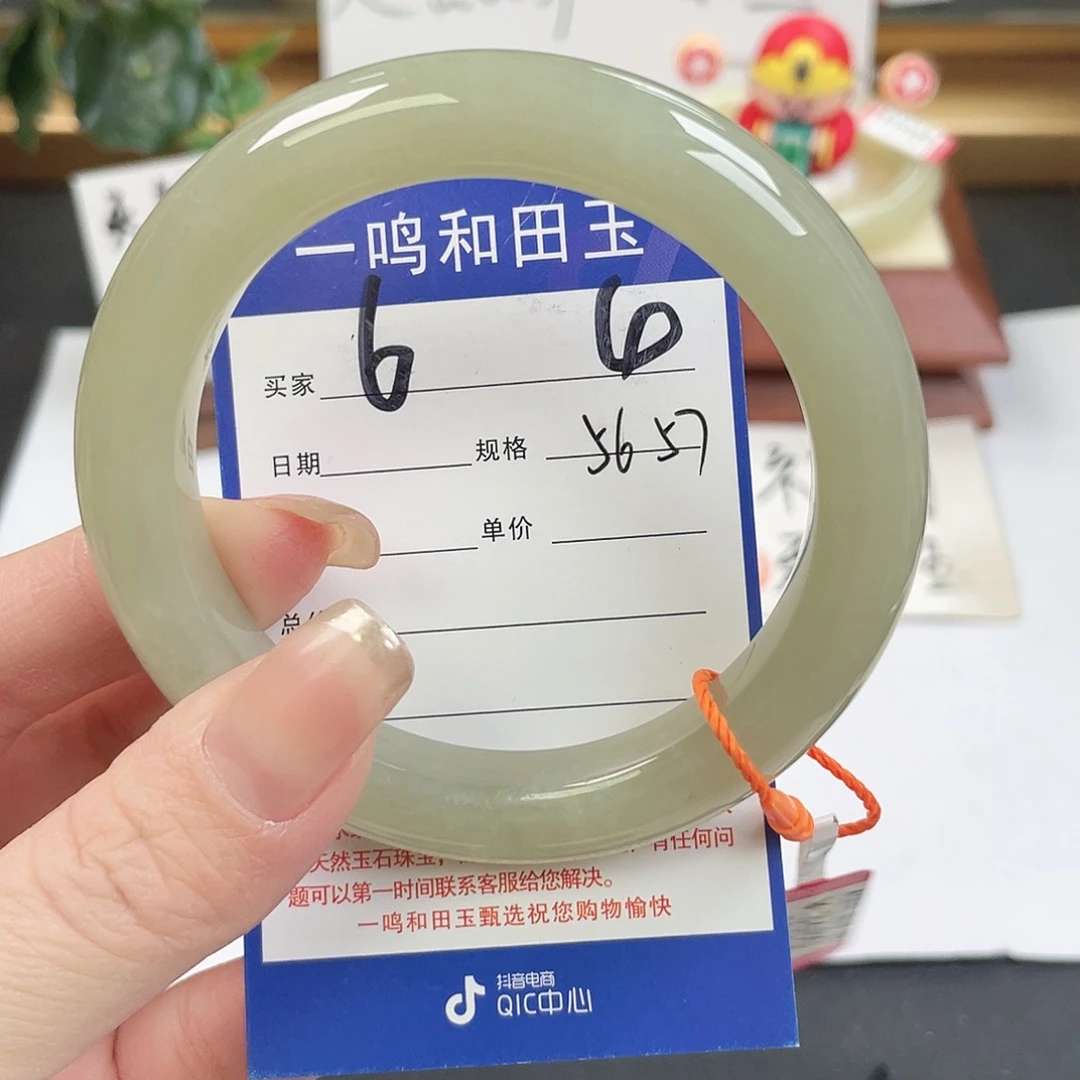 一鸣和田玉
买家 6 6
日期 规格 56 57
单价
总
天然玉石珠宝, 有任何问
题可以第一时间联系客服给您解决。
一鸣和田玉甄选祝您购物愉快
抖音电商
QIC中心